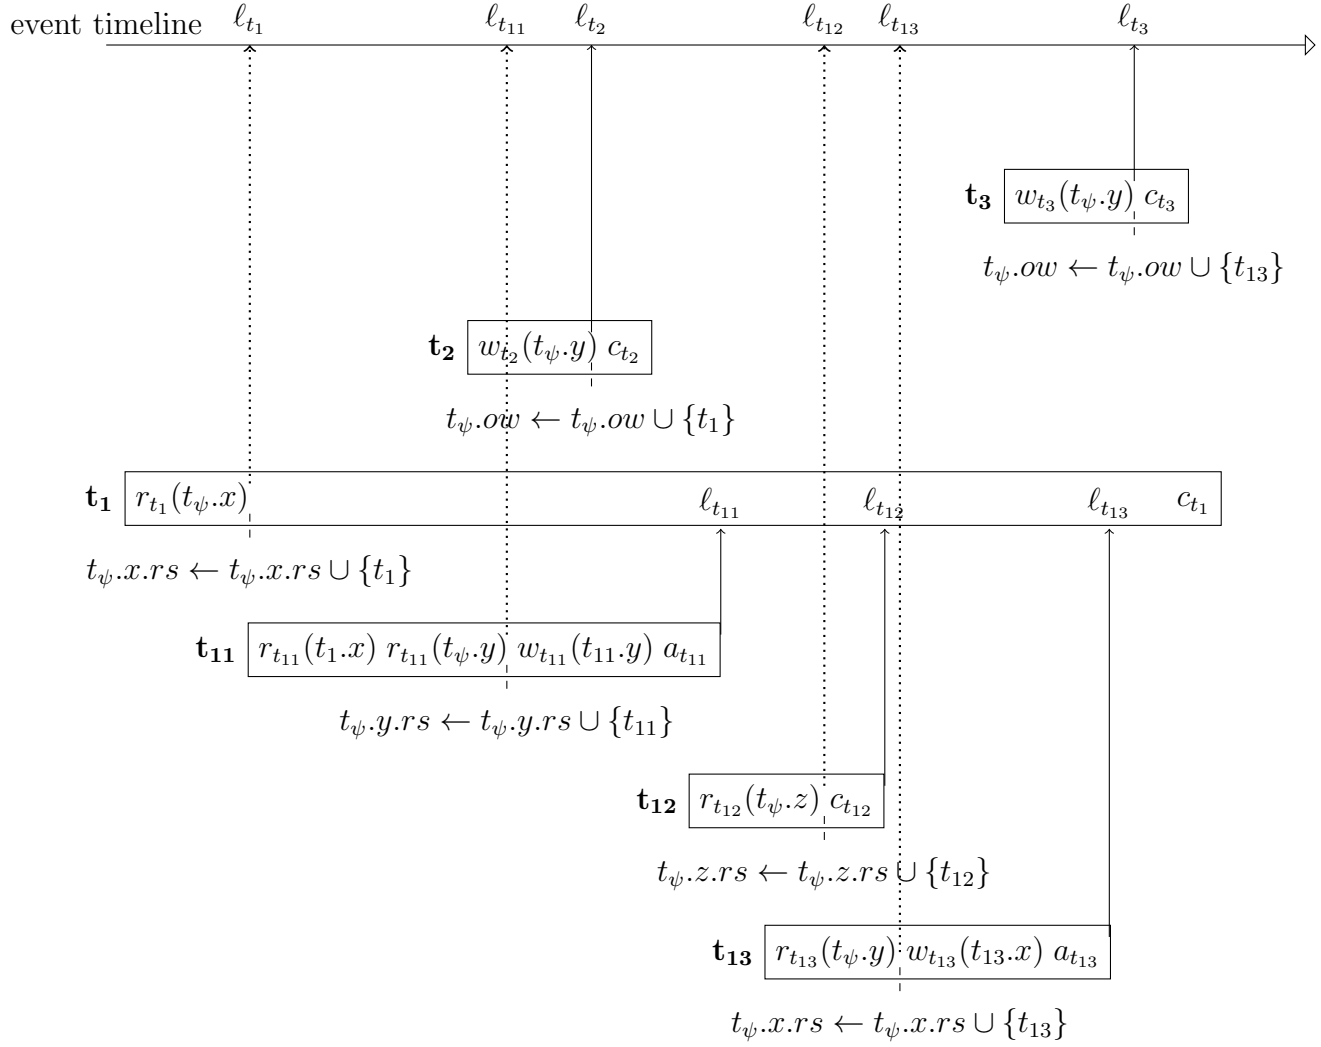 event timeline ℓ_{t_1} ℓ_{t_{11}} ℓ_{t_2} ℓ_{t_{12}} ℓ_{t_{13}} ℓ_{t_3}
t_3 w_{t_3}(t_ψ.y) c_{t_3}
t_ψ.ow ← t_ψ.ow ∪ {t_{13}}
t_2 w_{t_2}(t_ψ.y) c_{t_2}
t_ψ.ow ← t_ψ.ow ∪ {t_1}
t_1 r_{t_1}(t_ψ.x) ℓ_{t_{11}} ℓ_{t_{12}} ℓ_{t_{13}} c_{t_1}
t_ψ.x.rs ← t_ψ.x.rs ∪ {t_1}
t_{11} r_{t_{11}}(t_1.x) r_{t_{11}}(t_ψ.y) w_{t_{11}}(t_{11}.y) a_{t_{11}}
t_ψ.y.rs ← t_ψ.y.rs ∪ {t_{11}}
t_{12} r_{t_{12}}(t_ψ.z) c_{t_{12}}
t_ψ.z.rs ← t_ψ.z.rs ∪ {t_{12}}
t_{13} r_{t_{13}}(t_ψ.y) w_{t_{13}}(t_{13}.x) a_{t_{13}}
t_ψ.x.rs ← t_ψ.x.rs ∪ {t_{13}}